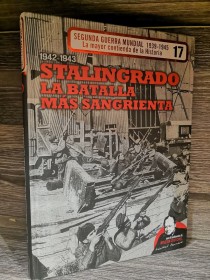 SEGUNDA GUERRA MUNDIAL 1939-1945
La mayor contienda de la Historia
17
1942-1943
STALINGRADO
LA BATALLA
MÁS SANGRIENTA